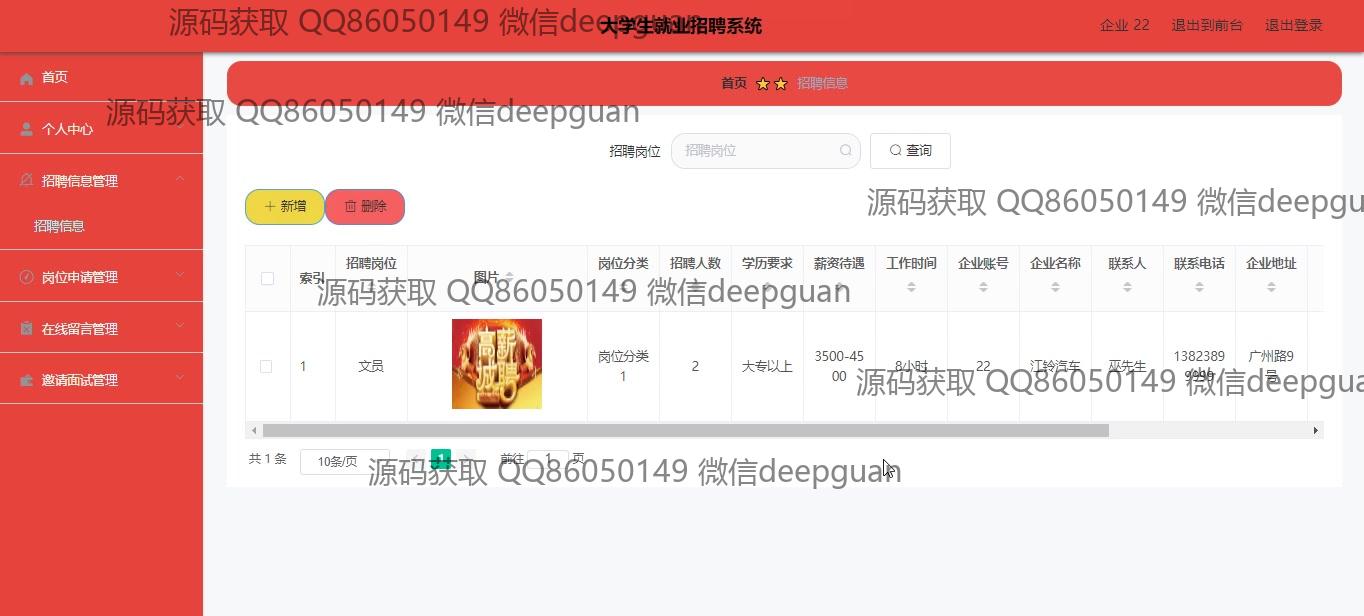 大学生就业招聘系统
企业 22 退出到前台 退出登录
源码获取 QQ86050149 微信deepguan
首页
个人中心
招聘信息管理
招聘信息
岗位申请管理
在线留言管理
邀请面试管理
首页 招聘信息
源码获取 QQ86050149 微信deepguan
招聘岗位 招聘岗位 查询
源码获取 QQ86050149 微信deepgu
新增 删除
索引 招聘岗位 图片 岗位分类 招聘人数 学历要求 薪资待遇 工作时间 企业账号 企业名称 联系人 联系电话 企业地址
源码获取 QQ86050149 微信deepguan
高薪
诚聘
1 文员 岗位分类1 2 大专以上 3500-4500 8小时 22 江铃汽车 巫先生 13823899999 广州路9号
源码获取 QQ86050149 微信deepgua
共 1 条 10条/页 1 前往 1 页
源码获取 QQ86050149 微信deepguan